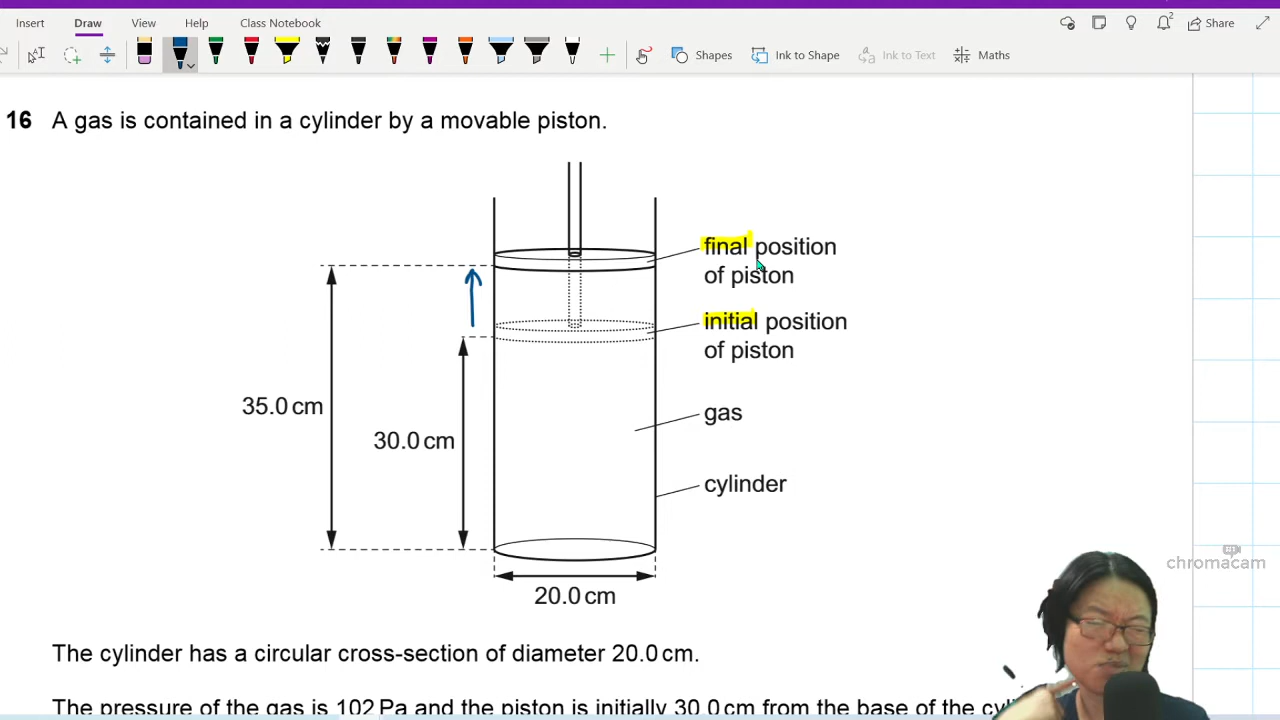 Insert Draw View Help Class Notebook Share
Shapes Ink to Shape Ink to Text Maths
16 A gas is contained in a cylinder by a movable piston.
final position
of piston
initial position
of piston
35.0 cm
gas
30.0 cm
cylinder
chromacam
20.0 cm
The cylinder has a circular cross-section of diameter 20.0 cm.
The pressure of the gas is 102 Pa and the piston is initially 30.0 cm from the base of the